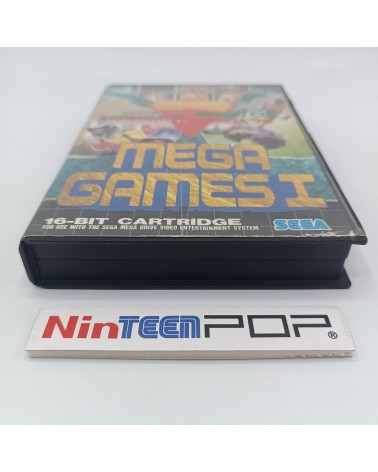 MEGA
GAMES I
16-BIT CARTRIDGE
FOR USE WITH THE SEGA MEGA DRIVE VIDEO ENTERTAINMENT SYSTEM
SEGA
NinTEENPOP®